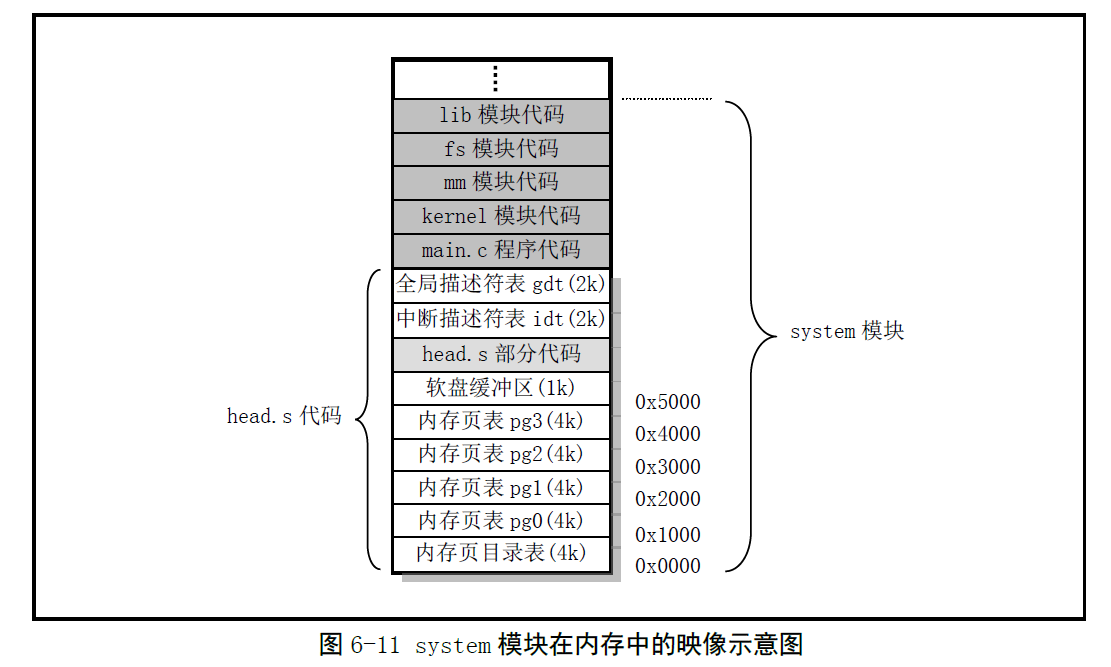 lib 模块代码
fs 模块代码
mm 模块代码
kernel 模块代码
main.c 程序代码
全局描述符表 gdt(2k)
中断描述符表 idt(2k)
head.s 部分代码
软盘缓冲区(1k)
内存页表 pg3(4k)
内存页表 pg2(4k)
内存页表 pg1(4k)
内存页表 pg0(4k)
内存页目录表(4k)
head.s 代码
0x5000
0x4000
0x3000
0x2000
0x1000
0x0000
system 模块
图 6-11 system 模块在内存中的映像示意图